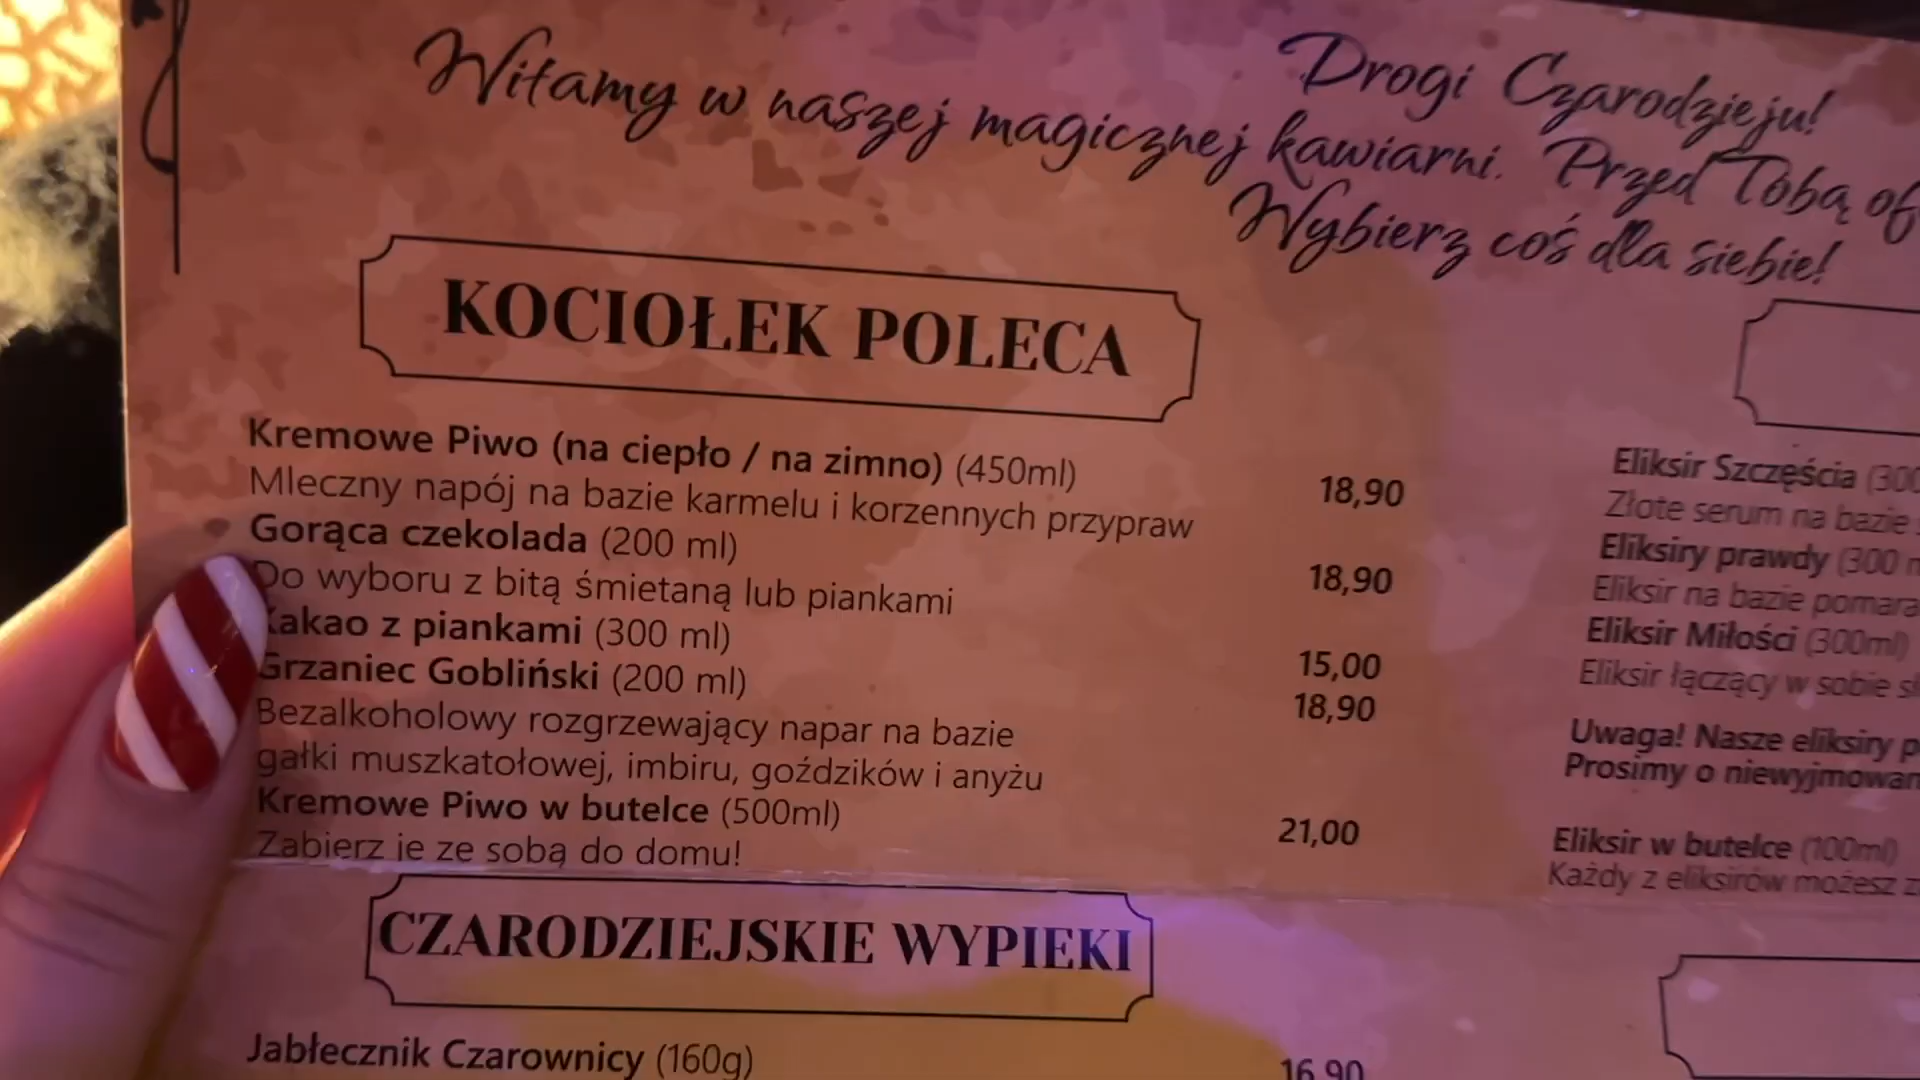 Drogi Czarodzieju!
Witamy w naszej magicznej kawiarni. Przed Tobą
Wybierz coś dla siebie!
KOCIOŁEK POLECA
Kremowe Piwo (na ciepło / na zimno) (450ml) 18,90
Mleczny napój na bazie karmelu i korzennych przypraw
Gorąca czekolada (200 ml) 18,90
Do wyboru z bitą śmietaną lub piankami
Kakao z piankami (300 ml) 15,00
Grzaniec Gobliński (200 ml) 18,90
Bezalkoholowy rozgrzewający napar na bazie
gałki muszkatołowej, imbiru, goździków i anyżu
Kremowe Piwo w butelce (500ml) 21,00
Zabierz je ze sobą do domu!
CZARODZIEJSKIE WYPIEKI
Jabłecznik Czarownicy (160g) 16,90
Eliksir Szczęścia (300
Złote serum na bazie
Eliksiry prawdy (300
Eliksir na bazie
Eliksir Miłości (300ml)
Eliksir łączący w sobie
Uwaga! Nasze eliksiry
Prosimy o
Eliksir w butelce (100ml)
Każdy z eliksirów możesz